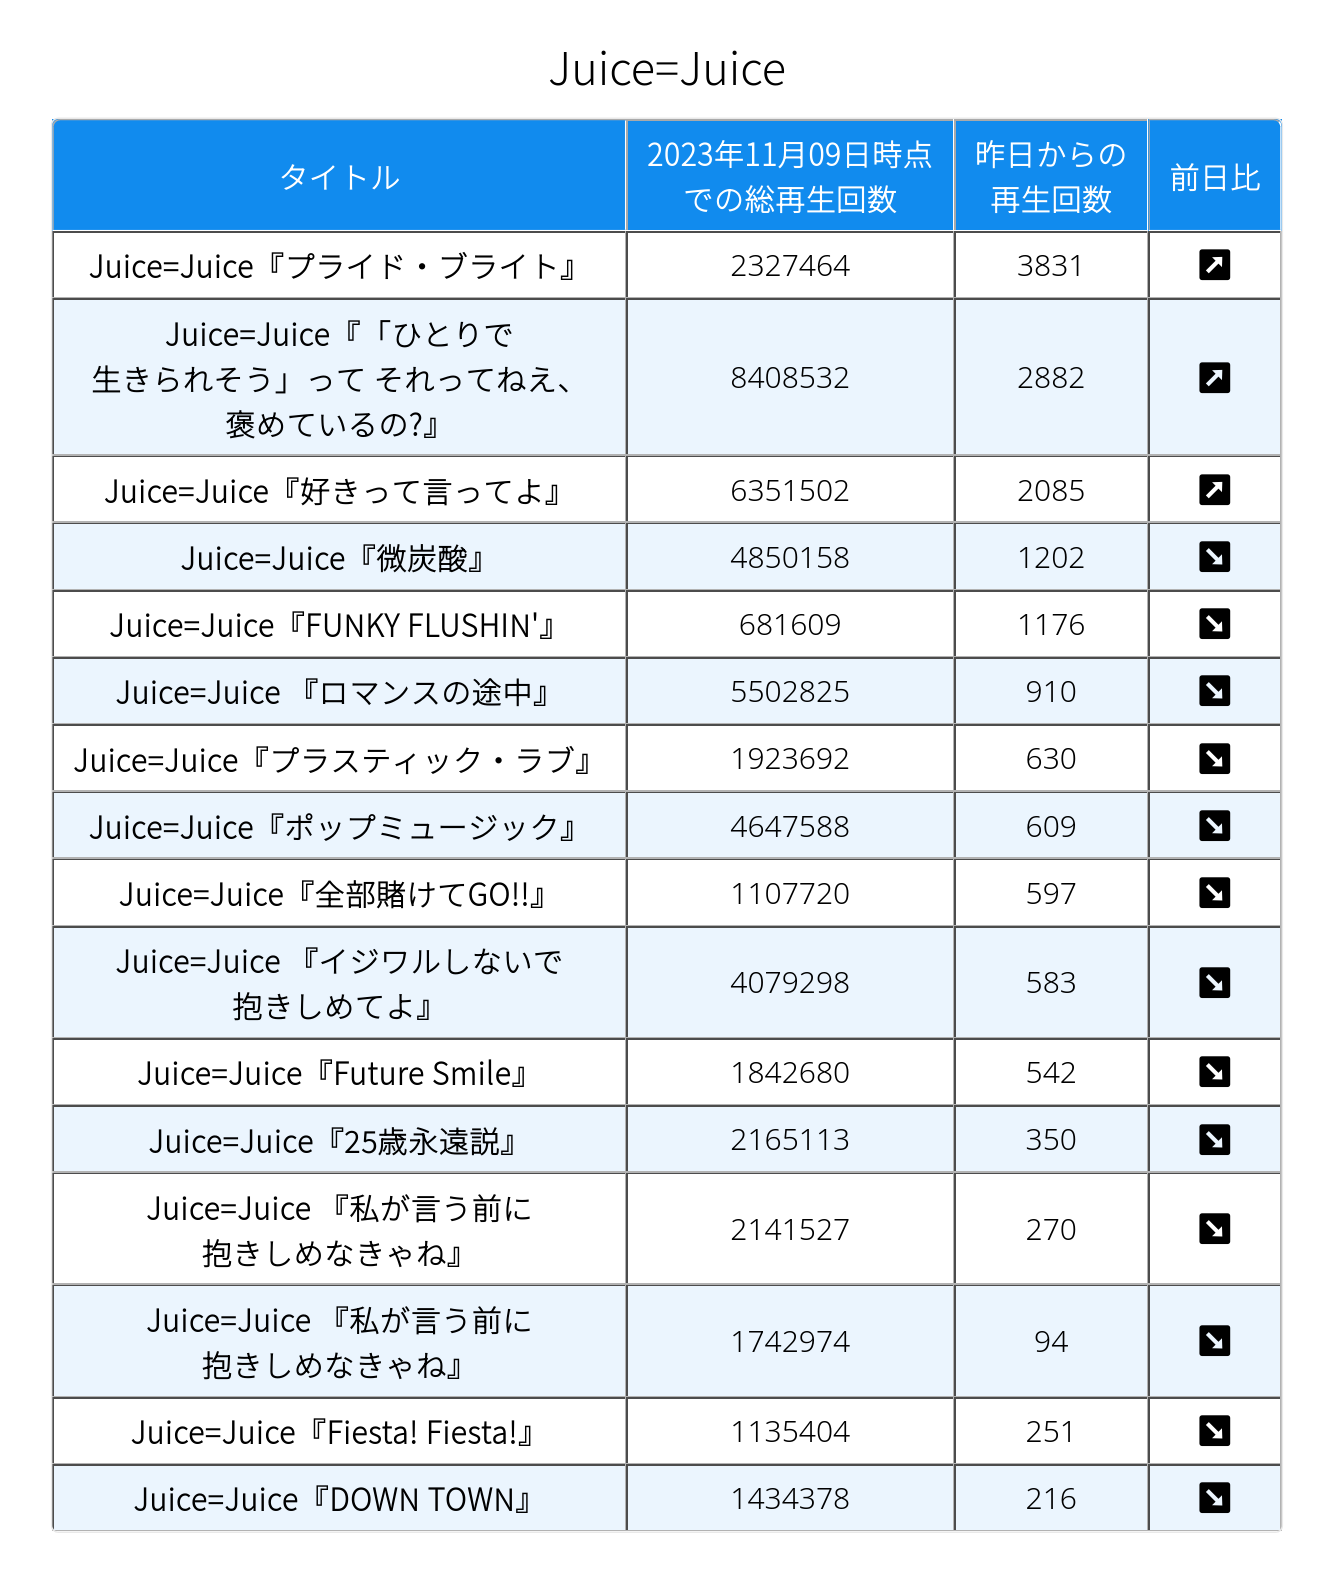 Juice=Juice
タイトル
2023年11月09日時点
での総再生回数
昨日からの
再生回数
前日比
Juice=Juice『プライド・ブライト』 2327464 3831
Juice=Juice『「ひとりで
生きられそう」って それってねえ、
褒めているの?』
8408532 2882
Juice=Juice『好きって言ってよ』 6351502 2085
Juice=Juice『微炭酸』 4850158 1202
Juice=Juice『FUNKY FLUSHIN'』 681609 1176
Juice=Juice 『ロマンスの途中』 5502825 910
Juice=Juice『プラスティック・ラブ』 1923692 630
Juice=Juice『ポップミュージック』 4647588 609
Juice=Juice『全部賭けてGO!!』 1107720 597
Juice=Juice 『イジワルしないで
抱きしめてよ』
4079298 583
Juice=Juice『Future Smile』 1842680 542
Juice=Juice『25歳永遠説』 2165113 350
Juice=Juice 『私が言う前に
抱きしめなきゃね』
2141527 270
Juice=Juice 『私が言う前に
抱きしめなきゃね』
1742974 94
Juice=Juice『Fiesta! Fiesta!』 1135404 251
Juice=Juice『DOWN TOWN』 1434378 216